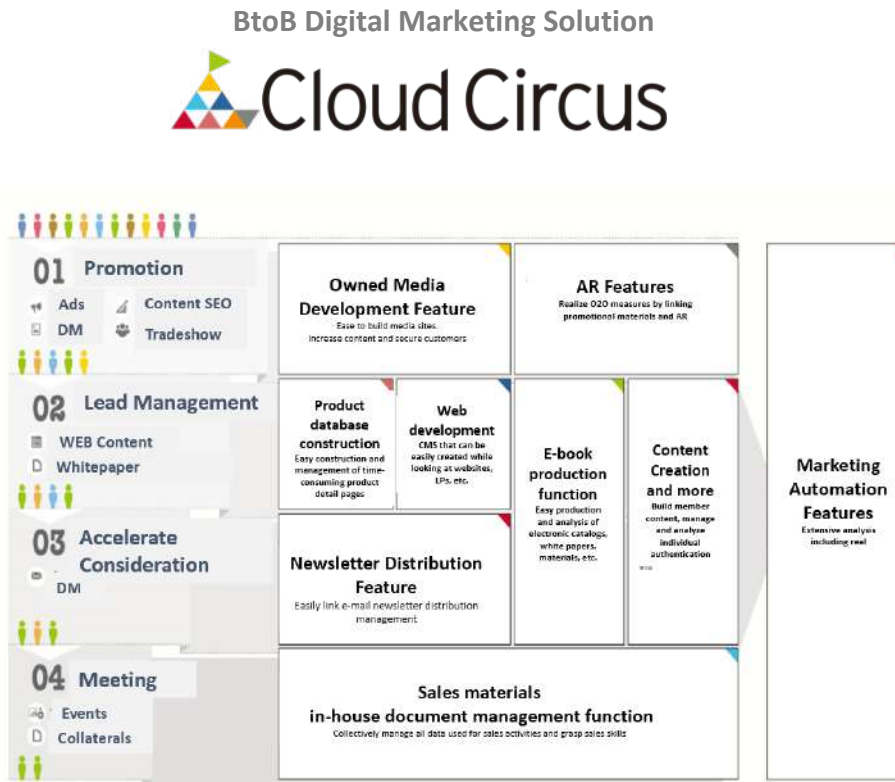 BtoB Digital Marketing Solution
Cloud Circus
01 Promotion
Ads
Content SEO
DM
Tradeshow
Owned Media
Development Feature
Ease to build media sites.
Increase content and secure customers
AR Features
Realize O2O measures by linking
promotional materials and AR
02 Lead Management
WEB Content
Whitepaper
Product
database
construction
Easy construction and
management of time-
consuming product
detail pages
Web
development
CMS that can be
easily created while
looking at websites,
LPs, etc.
E-book
production
function
Easy production
and analysis of
electronic catalogs,
white papers,
materials, etc.
Content
Creation
and more
Build member
content, manage
and analyze
individual
authentication
03 Accelerate
Consideration
DM
Newsletter Distribution
Feature
Easily link e-mail newsletter distribution
management
04 Meeting
Events
Collaterals
Sales materials
in-house document management function
Collectively manage all data used for sales activities and grasp sales skills
Marketing
Automation
Features
Extensive analysis
including reel